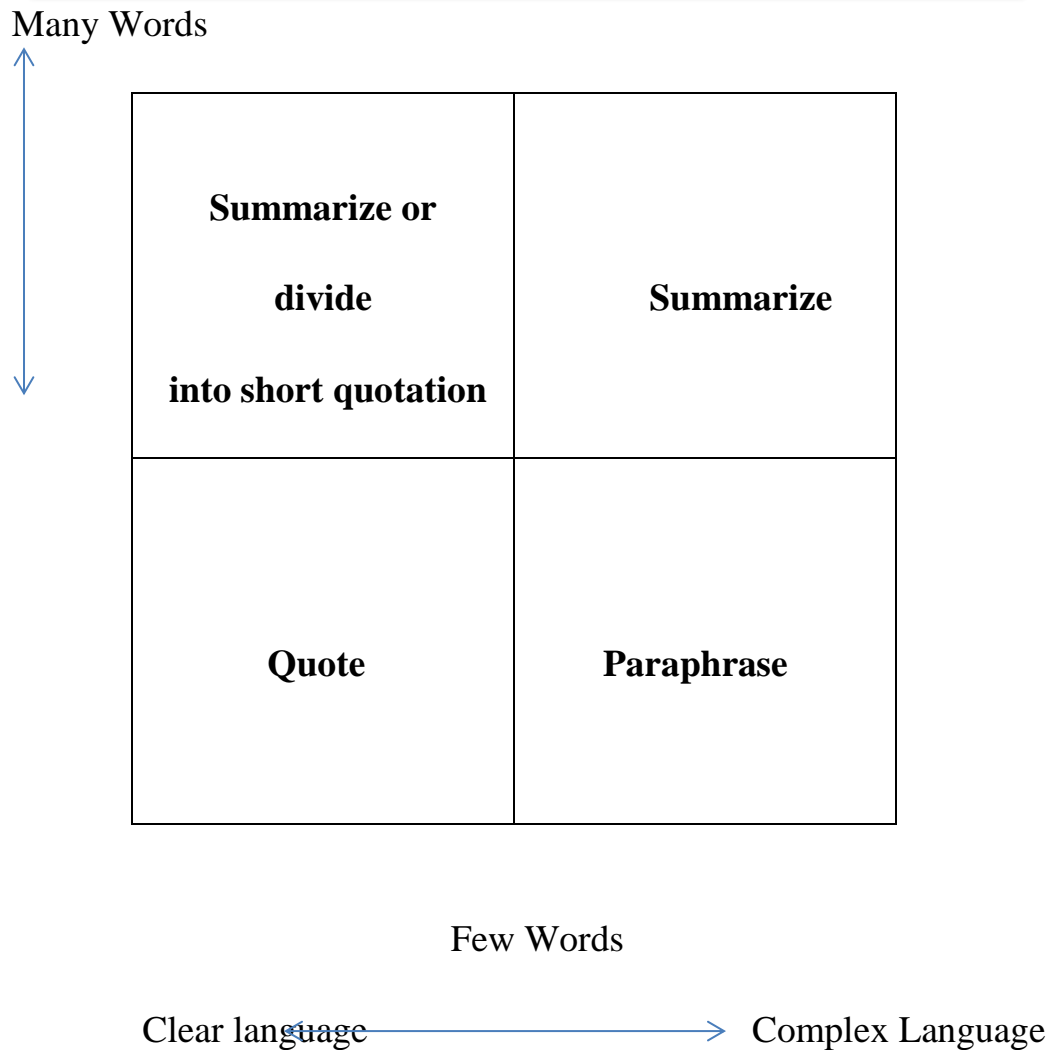 Many Words
Summarize or
divide
into short quotation
Summarize
Quote
Paraphrase
Few Words
Clear language
Complex Language